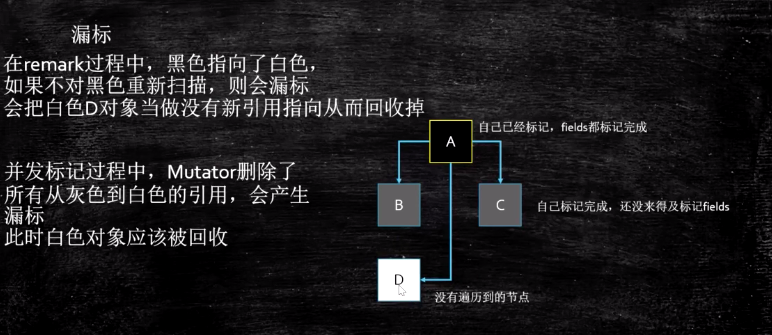 漏标
在remark过程中，黑色指向了白色，
如果不对黑色重新扫描，则会漏标
会把白色D对象当做没有新引用指向从而回收掉
并发标记过程中，Mutator删除了
所有从灰色到白色的引用，会产生
漏标
此时白色对象应该被回收
A
自己已经标记，fields都标记完成
B
C
自己标记完成，还没来得及标记fields
D
没有遍历到的节点